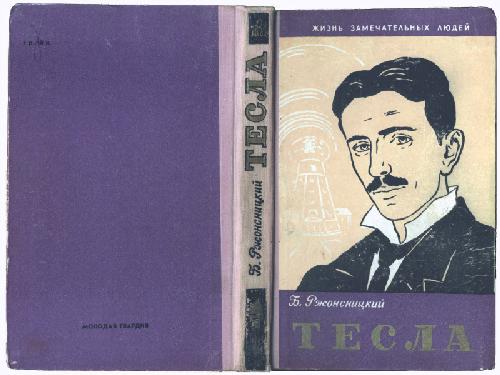 МОЛОДАЯ ГВАРДИЯ
Б. Ржонсницкий
ТЕСЛА
ЖИЗНЬ ЗАМЕЧАТЕЛЬНЫХ ЛЮДЕЙ
Б. Ржонсницкий
ТЕСЛА